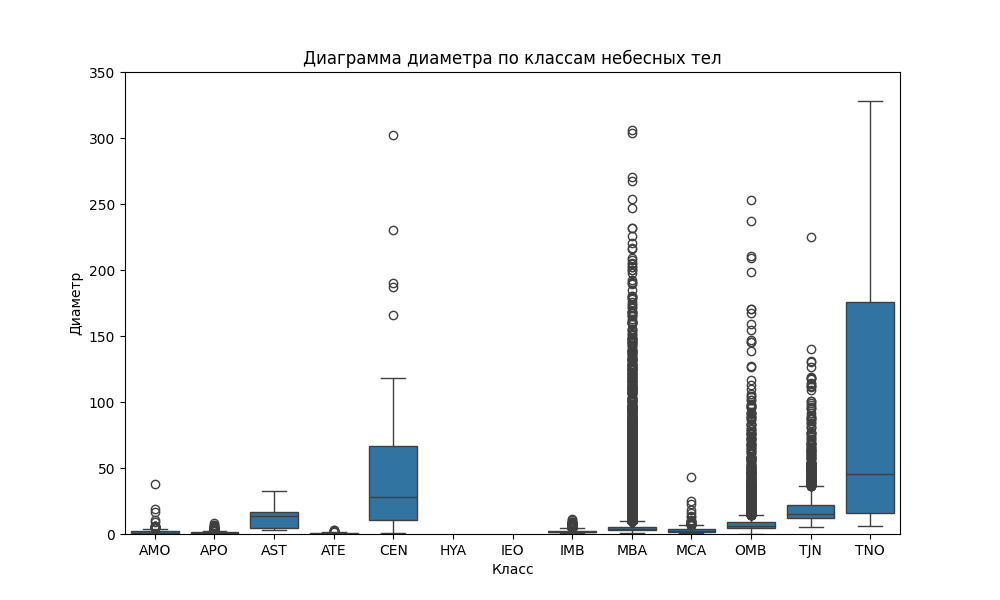 Диаграмма диаметра по классам небесных тел
350
300
250
200
150
100
50
0
Диаметр
AMO APO AST ATE CEN HYA IEO IMB MBA MCA OMB TJN TNO
Класс